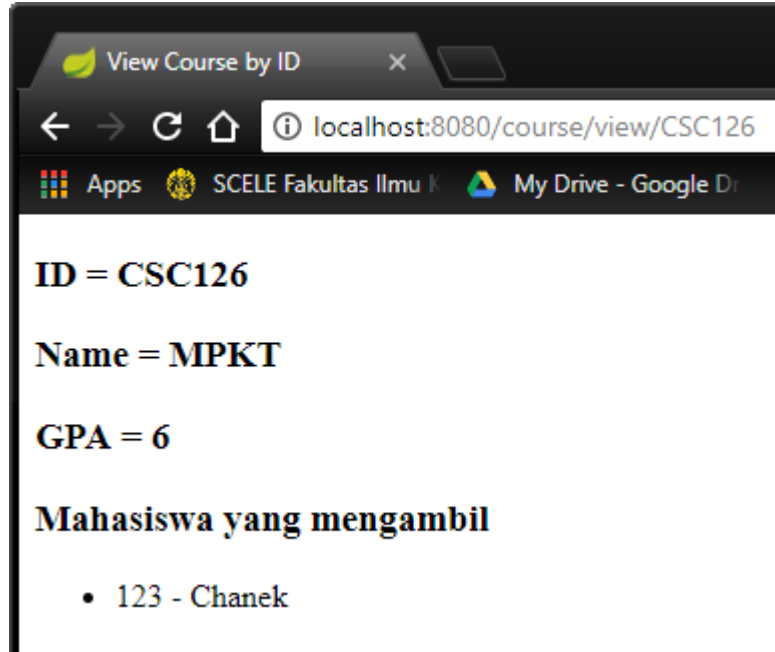 View Course by ID
localhost:8080/course/view/CSC126
Apps SCELE Fakultas Ilmu My Drive - Google
ID = CSC126
Name = MPKT
GPA = 6
Mahasiswa yang mengambil
123 - Chanek